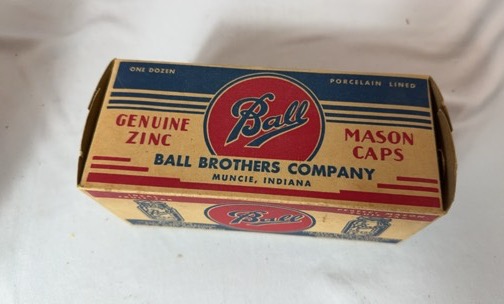 ONE DOZEN
PORCELAIN LINED
Ball
GENUINE
ZINC
MASON
CAPS
BALL BROTHERS COMPANY
MUNCIE, INDIANA
Ball